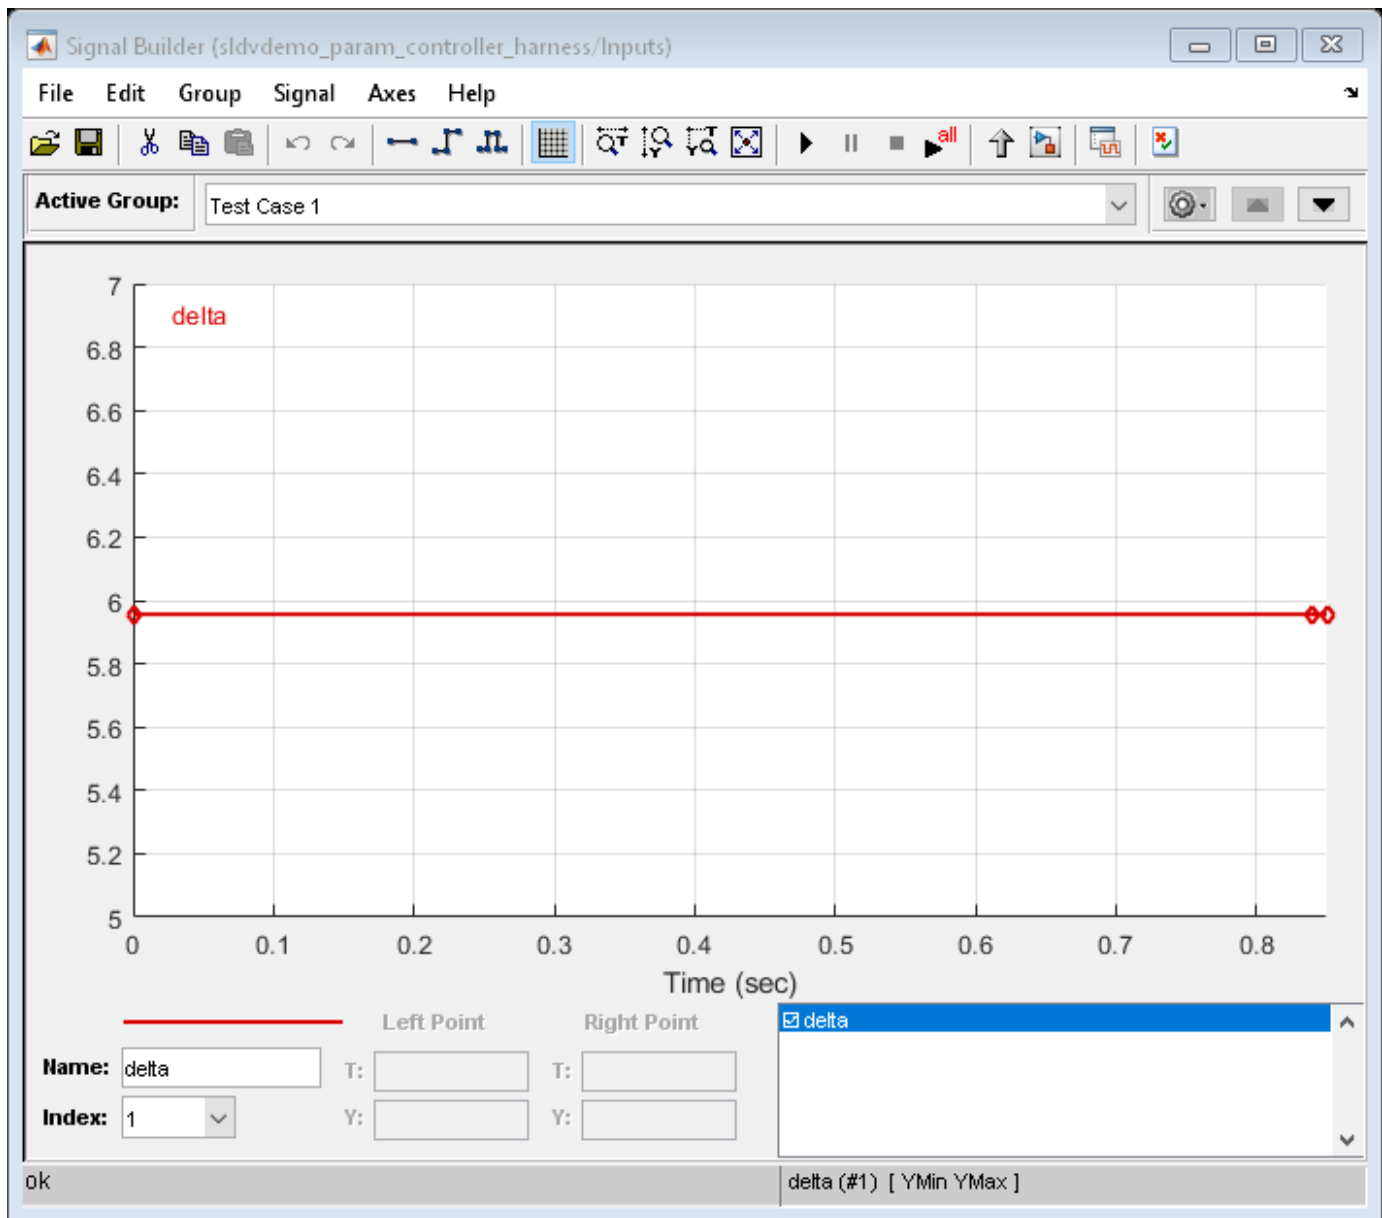 Signal Builder (sldvdemo_param_controller_harness/Inputs)
File Edit Group Signal Axes Help
all
Active Group: Test Case 1
7
delta
6.8
6.6
6.4
6.2
6
5.8
5.6
5.4
5.2
5
0 0.1 0.2 0.3 0.4 0.5 0.6 0.7 0.8
Time (sec)
Left Point Right Point delta
Name: delta T: T:
Index: 1 Y: Y:
ok delta (#1) [ YMin YMax ]